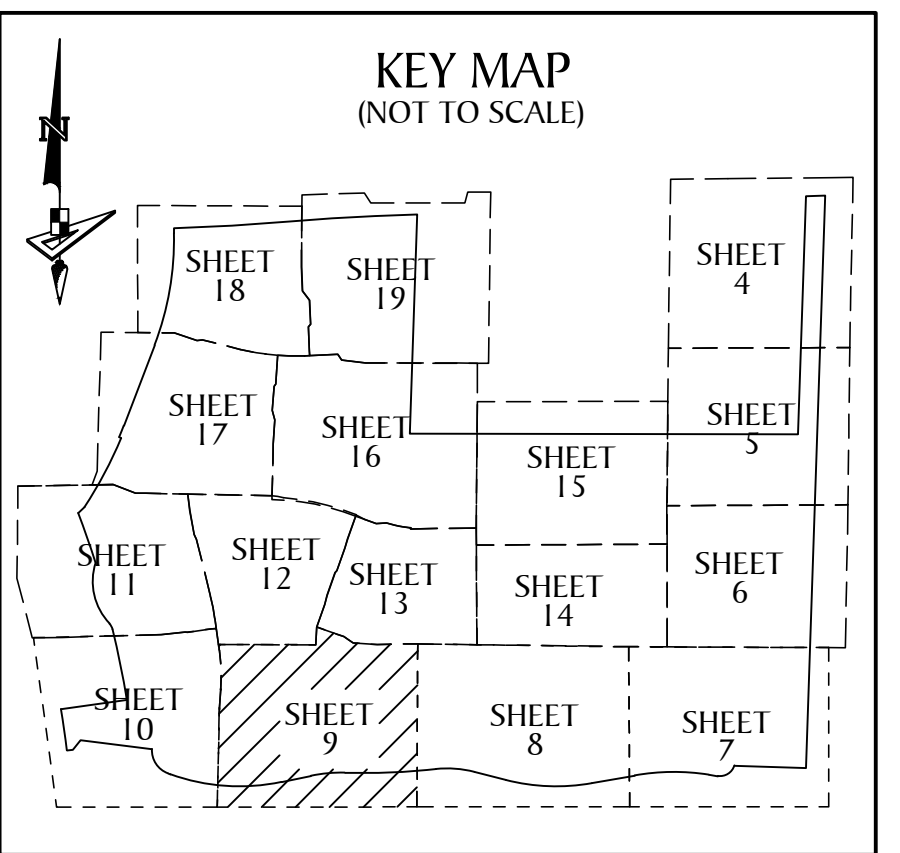 KEY MAP
(NOT TO SCALE)
N
SHEET
4
SHEET
18
SHEET
19
SHEET
5
SHEET
17
SHEET
16
SHEET
15
SHEET
11
SHEET
12
SHEET
13
SHEET
14
SHEET
6
SHEET
10
SHEET
9
SHEET
8
SHEET
7